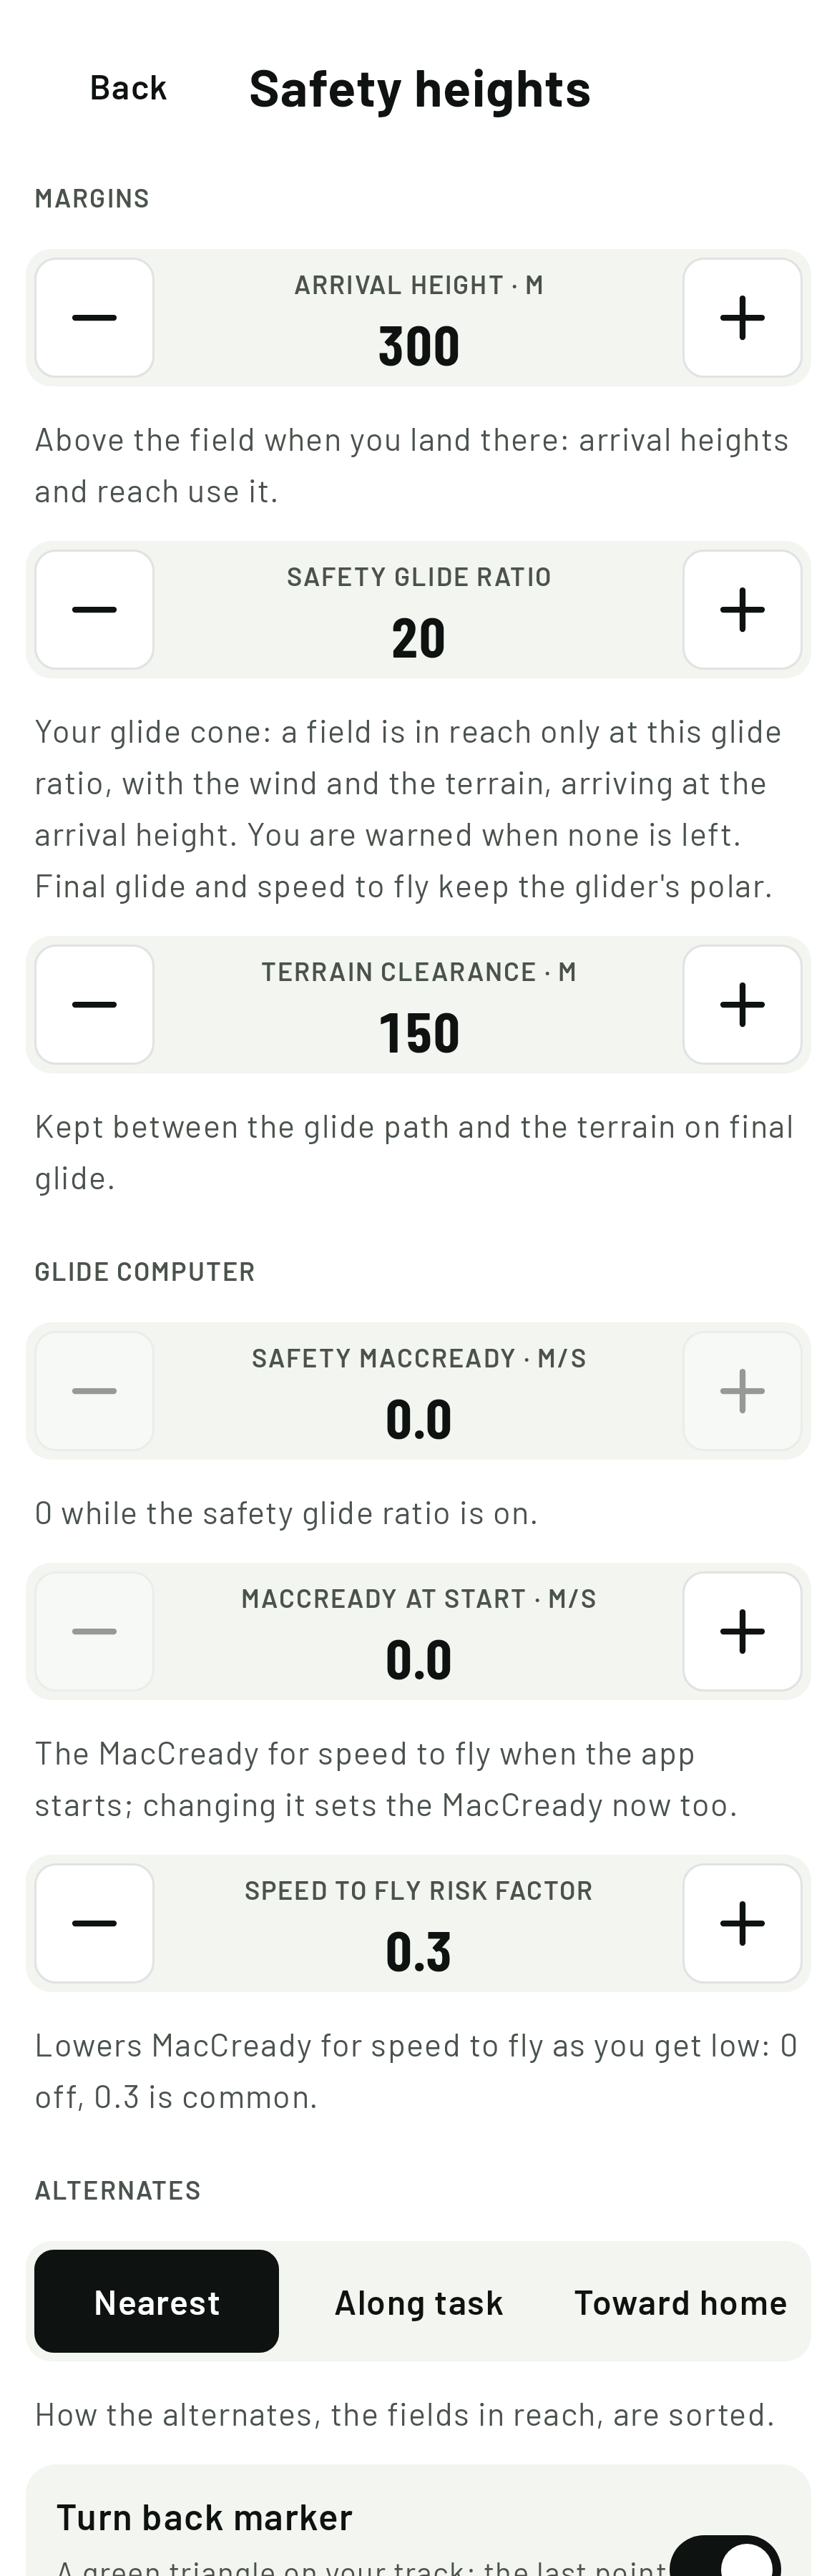 Back Safety heights
MARGINS
ARRIVAL HEIGHT · M
300
Above the field when you land there: arrival heights
and reach use it.
SAFETY GLIDE RATIO
20
Your glide cone: a field is in reach only at this glide
ratio, with the wind and the terrain, arriving at the
arrival height. You are warned when none is left.
Final glide and speed to fly keep the glider's polar.
TERRAIN CLEARANCE · M
150
Kept between the glide path and the terrain on final
glide.
GLIDE COMPUTER
SAFETY MACCREADY · M/S
0.0
0 while the safety glide ratio is on.
MACCREADY AT START · M/S
0.0
The MacCready for speed to fly when the app
starts; changing it sets the MacCready now too.
SPEED TO FLY RISK FACTOR
0.3
Lowers MacCready for speed to fly as you get low: 0
off, 0.3 is common.
ALTERNATES
Nearest Along task Toward home
How the alternates, the fields in reach, are sorted.
Turn back marker
A green triangle on your track: the last point